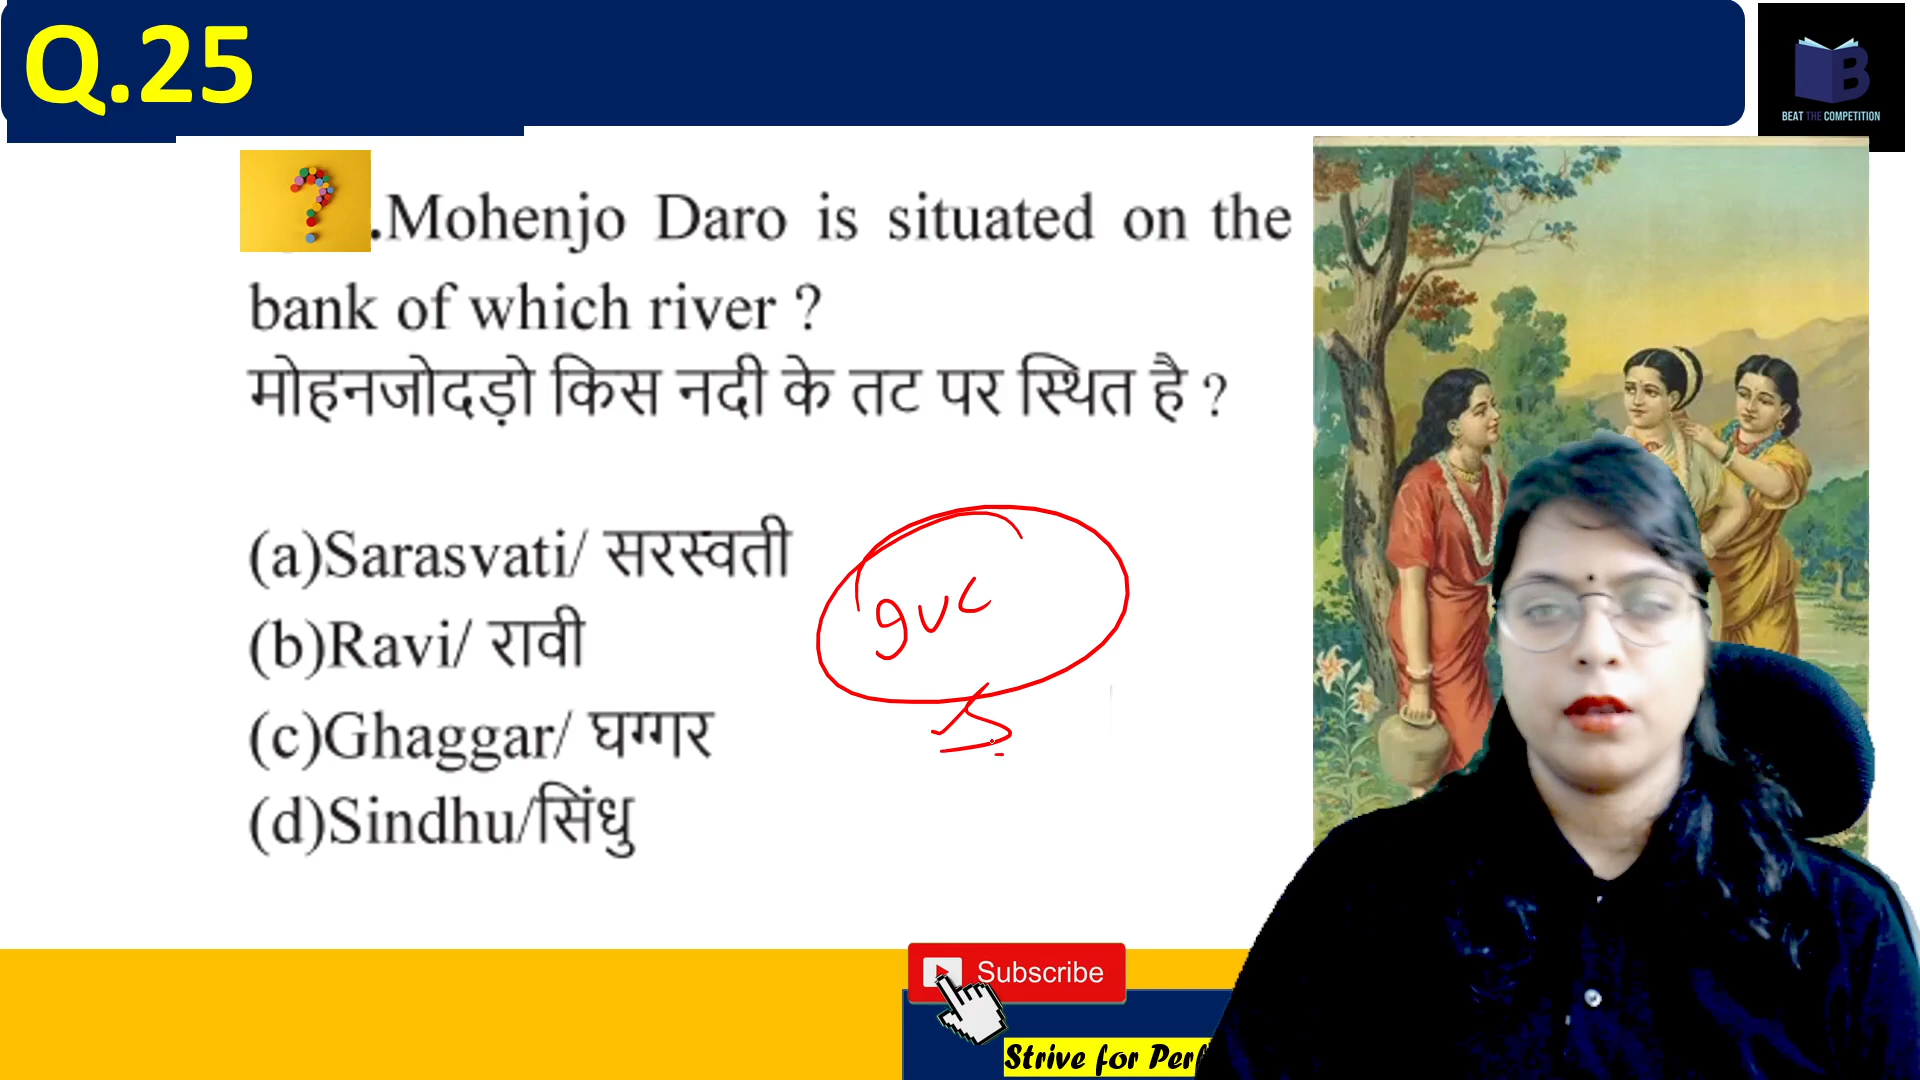 Q.25
BEAT THE COMPETITION
.Mohenjo Daro is situated on the
bank of which river ?
मोहनजोदड़ो किस नदी के तट पर स्थित है ?
(a)Sarasvati/ सरस्वती
(b)Ravi/ रावी
(c)Ghaggar/ घग्गर
(d)Sindhu/सिंधु
Subscribe
Strive for